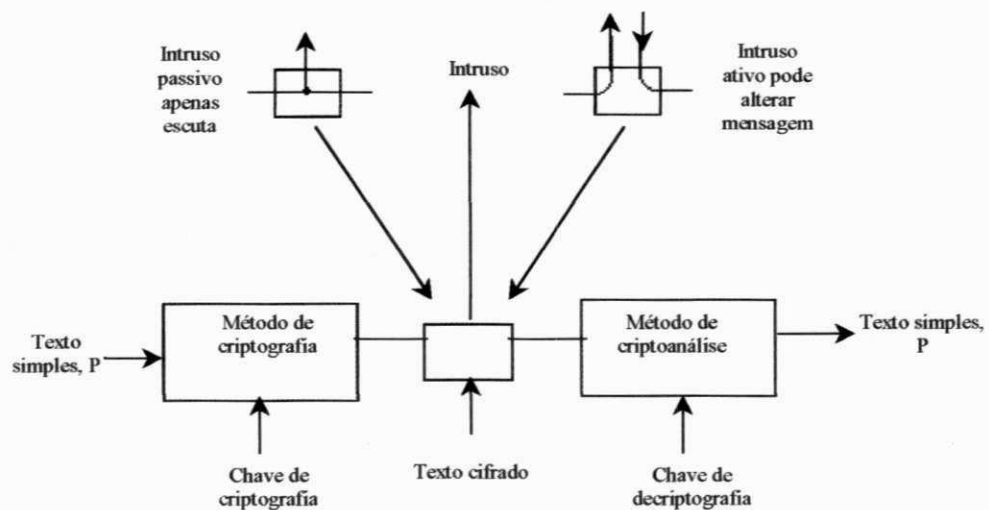 Intruso
passivo
apenas
escuta
Intruso
Intruso
ativo pode
alterar
mensagem
Texto
simples, P
Método de
criptografia
Método de
criptoanálise
Texto simples,
P
Chave de
criptografia
Texto cifrado
Chave de
decriptografia